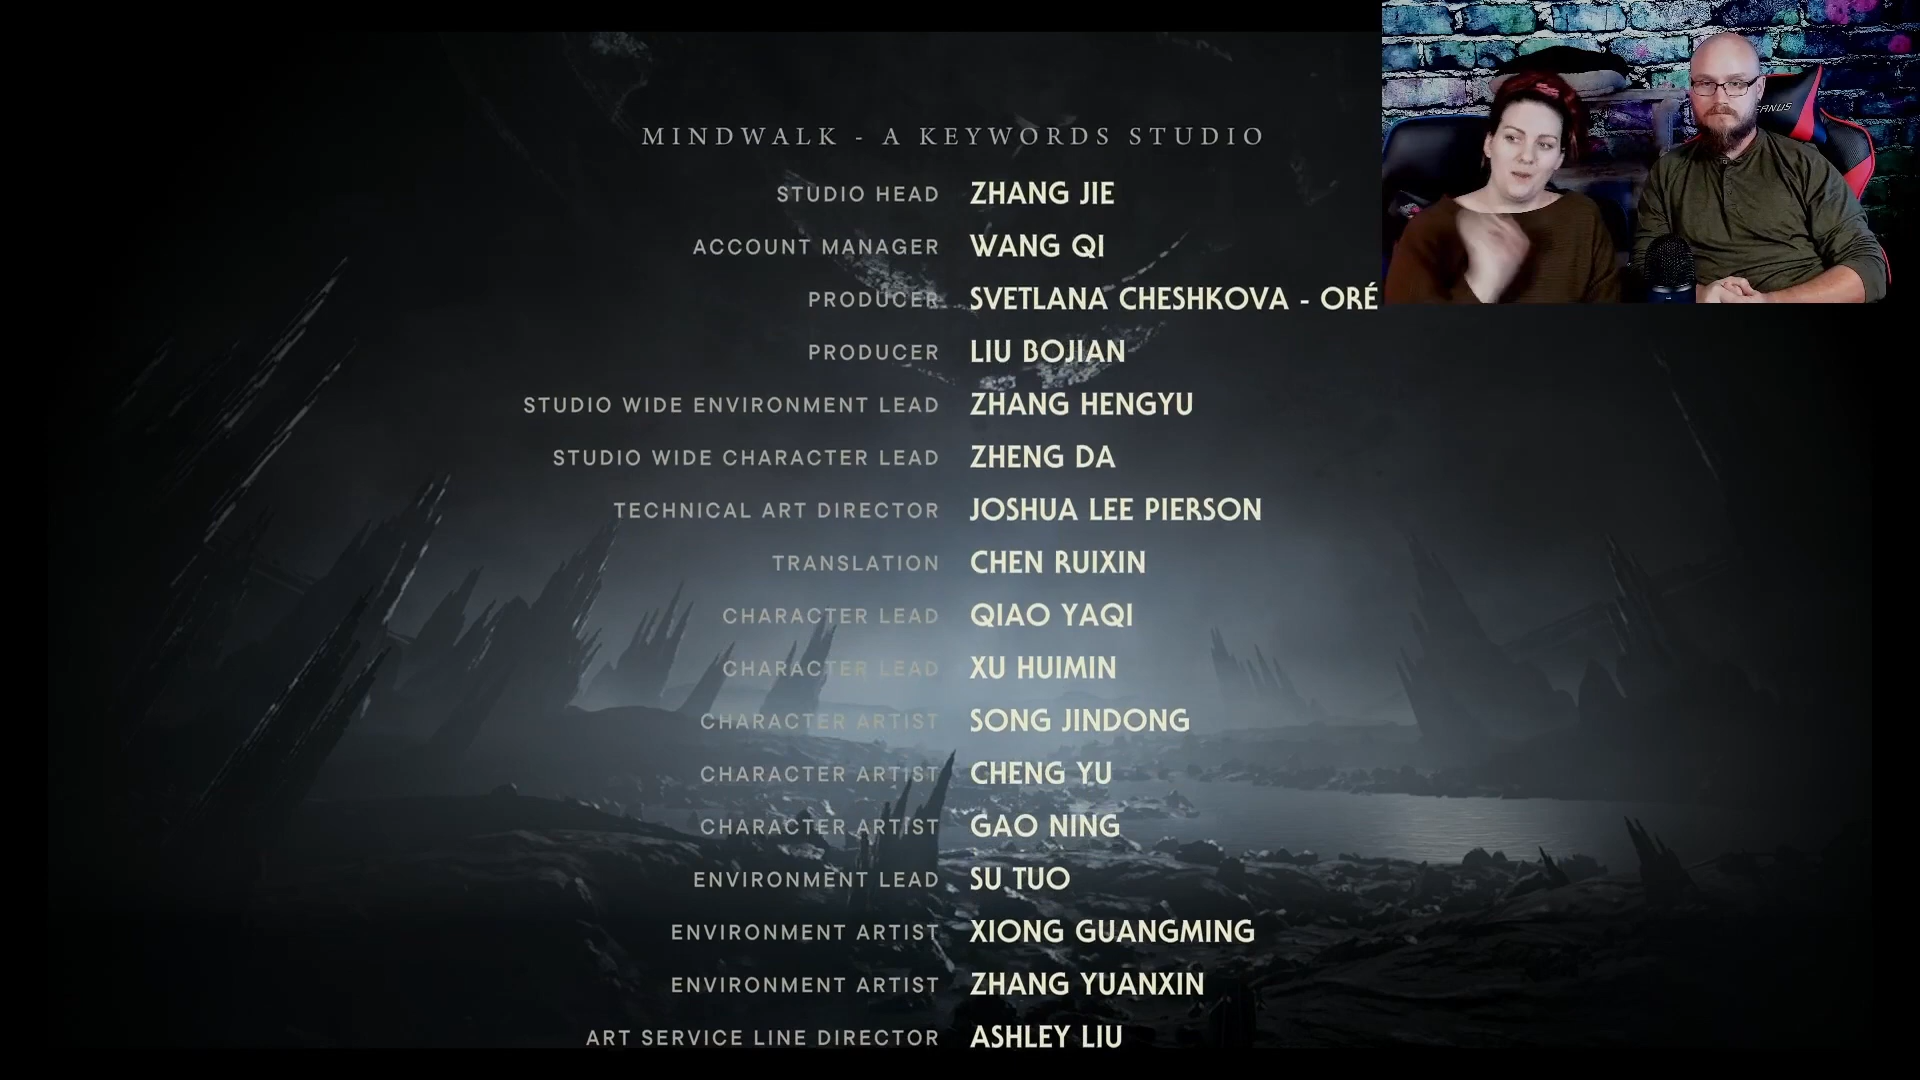 MINDWALK - A KEYWORDS STUDIO
STUDIO HEAD ZHANG JIE
ACCOUNT MANAGER WANG QI
PRODUCER SVETLANA CHESHKOVA - ORÉ
PRODUCER LIU BOJIAN
STUDIO WIDE ENVIRONMENT LEAD ZHANG HENGYU
STUDIO WIDE CHARACTER LEAD ZHENG DA
TECHNICAL ART DIRECTOR JOSHUA LEE PIERSON
TRANSLATION CHEN RUIXIN
CHARACTER LEAD QIAO YAQI
CHARACTER LEAD XU HUIMIN
CHARACTER ARTIST SONG JINDONG
CHARACTER ARTIST CHENG YU
CHARACTER ARTIST GAO NING
ENVIRONMENT LEAD SU TUO
ENVIRONMENT ARTIST XIONG GUANGMING
ENVIRONMENT ARTIST ZHANG YUANXIN
ART SERVICE LINE DIRECTOR ASHLEY LIU